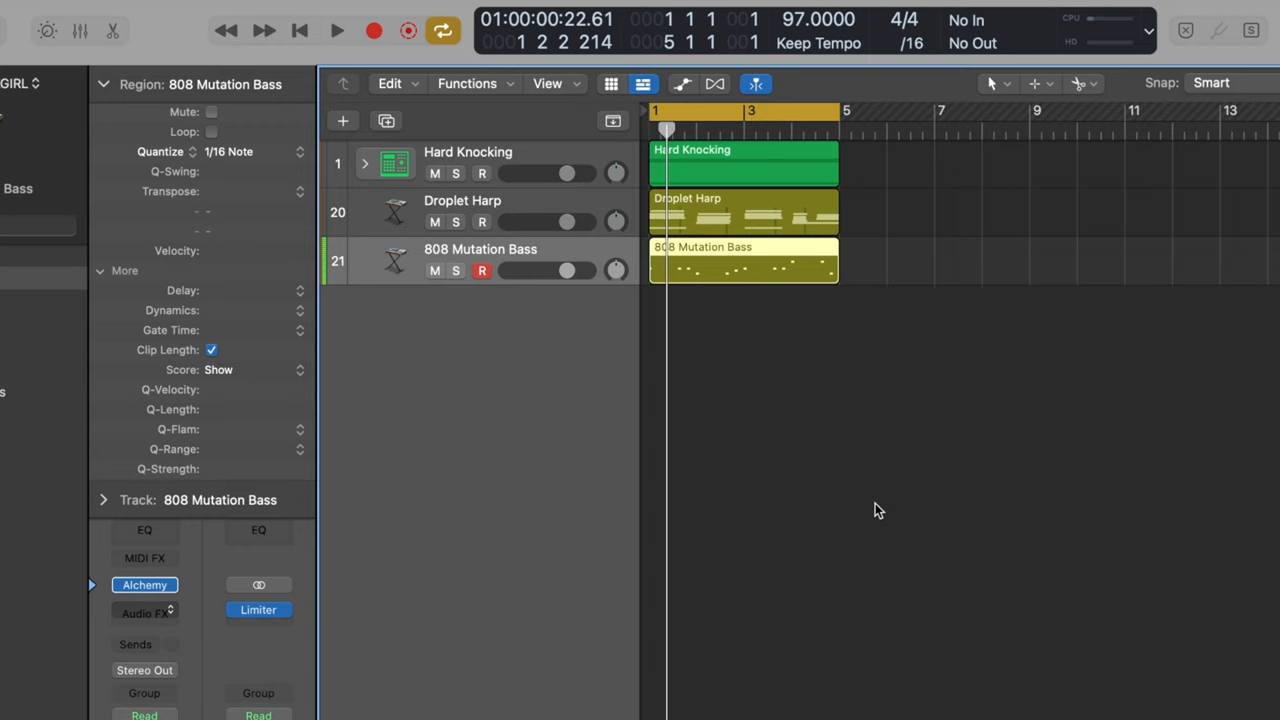 01:00:00:22.61
0001 1 1 001
97.0000
4/4
No In
CPU
0001 2 2 214
0005 1 1 001
Keep Tempo
/16
No Out
HD
S
GIRL
Bass
s
Region: 808 Mutation Bass
Mute:
Loop:
Quantize 1/16 Note
Q-Swing:
Transpose:
- -
- -
Velocity:
More
Delay:
Dynamics:
Gate Time:
Clip Length:
Score: Show
Q-Velocity:
Q-Length:
Q-Flam:
Q-Range:
Q-Strength:
Track: 808 Mutation Bass
EQ EQ
MIDI FX
Alchemy
Audio FX Limiter
Sends
Stereo Out
Group Group
Read Read
Edit Functions View Snap: Smart
1 3 5 7 9 11 13
1 Hard Knocking
M S R
20 Droplet Harp
M S R
21 808 Mutation Bass
M S R
Hard Knocking
Droplet Harp
808 Mutation Bass